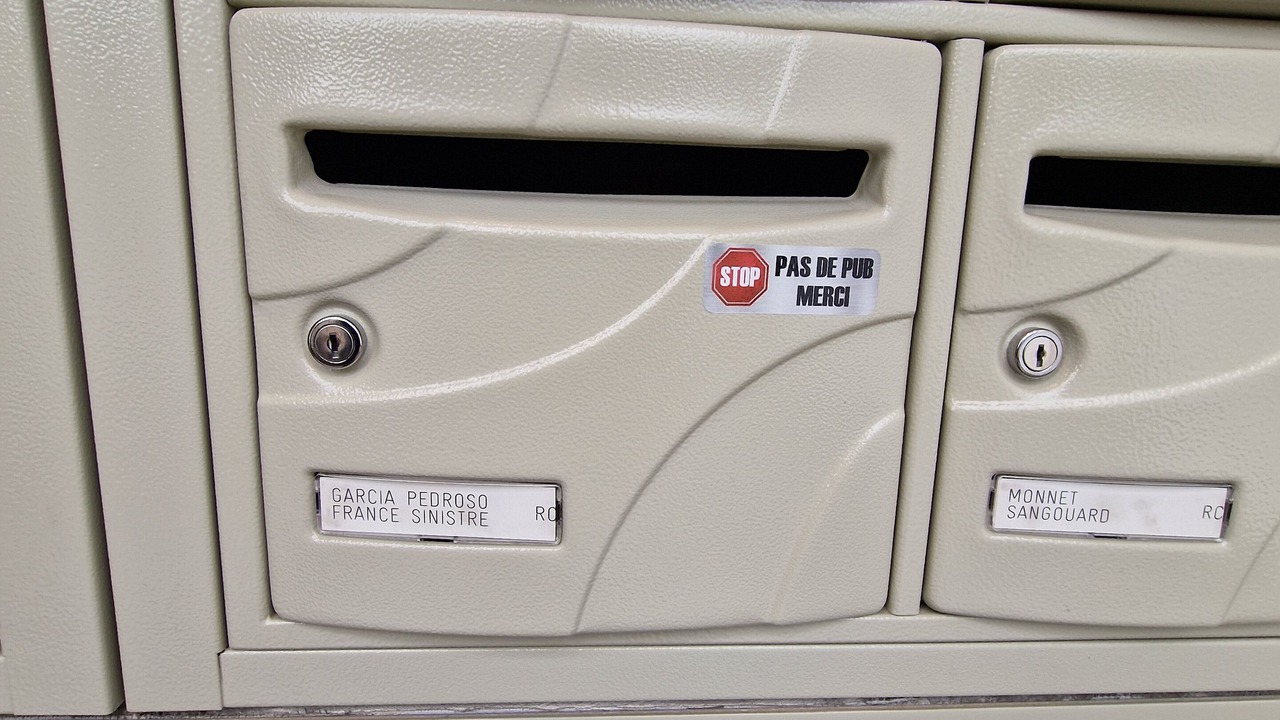 STOP
PAS DE PUB
MERCI
GARCIA PEDROSO
FRANCE SINISTRE RC
MONNET
SANGOUARD RC